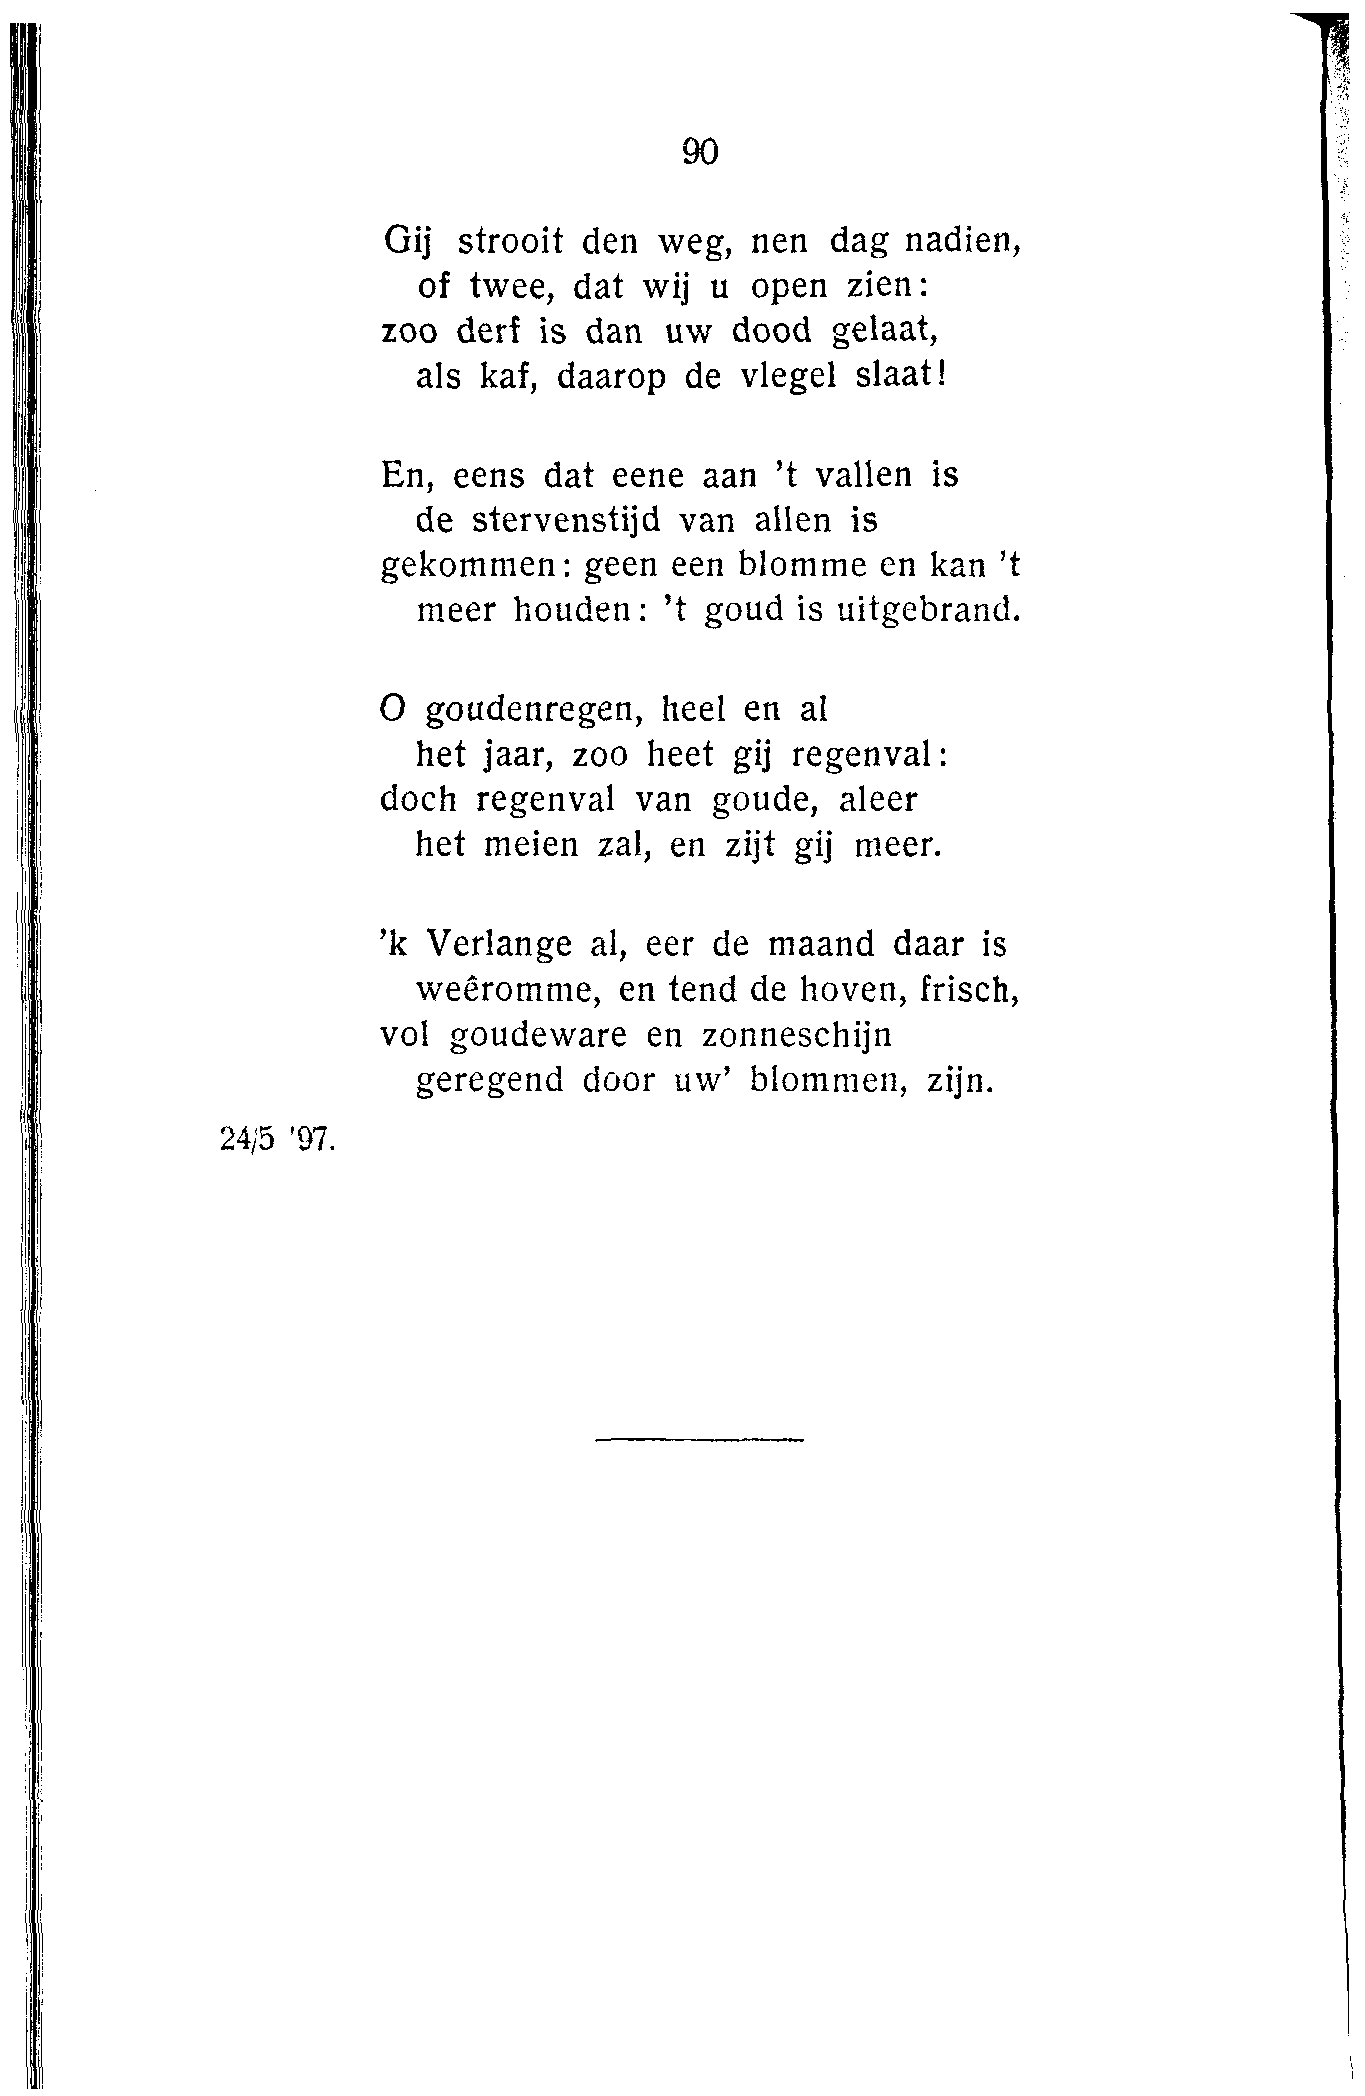 90
Gij strooit den weg, nen dag nadien,
of twee, dat wij u open zien:
zoo derf is dan uw dood gelaat,
als kaf, daarop de vlegel slaat!
En, eens dat eene aan 't vallen is
de stervenstijd van allen is
gekommen: geen een blomme en kan 't
meer houden: 't goud is uitgebrand.
O goudenregen, heel en al
het jaar, zoo heet gij regenval:
doch regenval van goude, aleer
het meien zal, en zijt gij meer.
'k Verlange al, eer de maand daar is
weêromme, en tend de hoven, frisch,
vol goudeware en zonneschijn
geregend door uw' blommen, zijn.
24/5 '97.